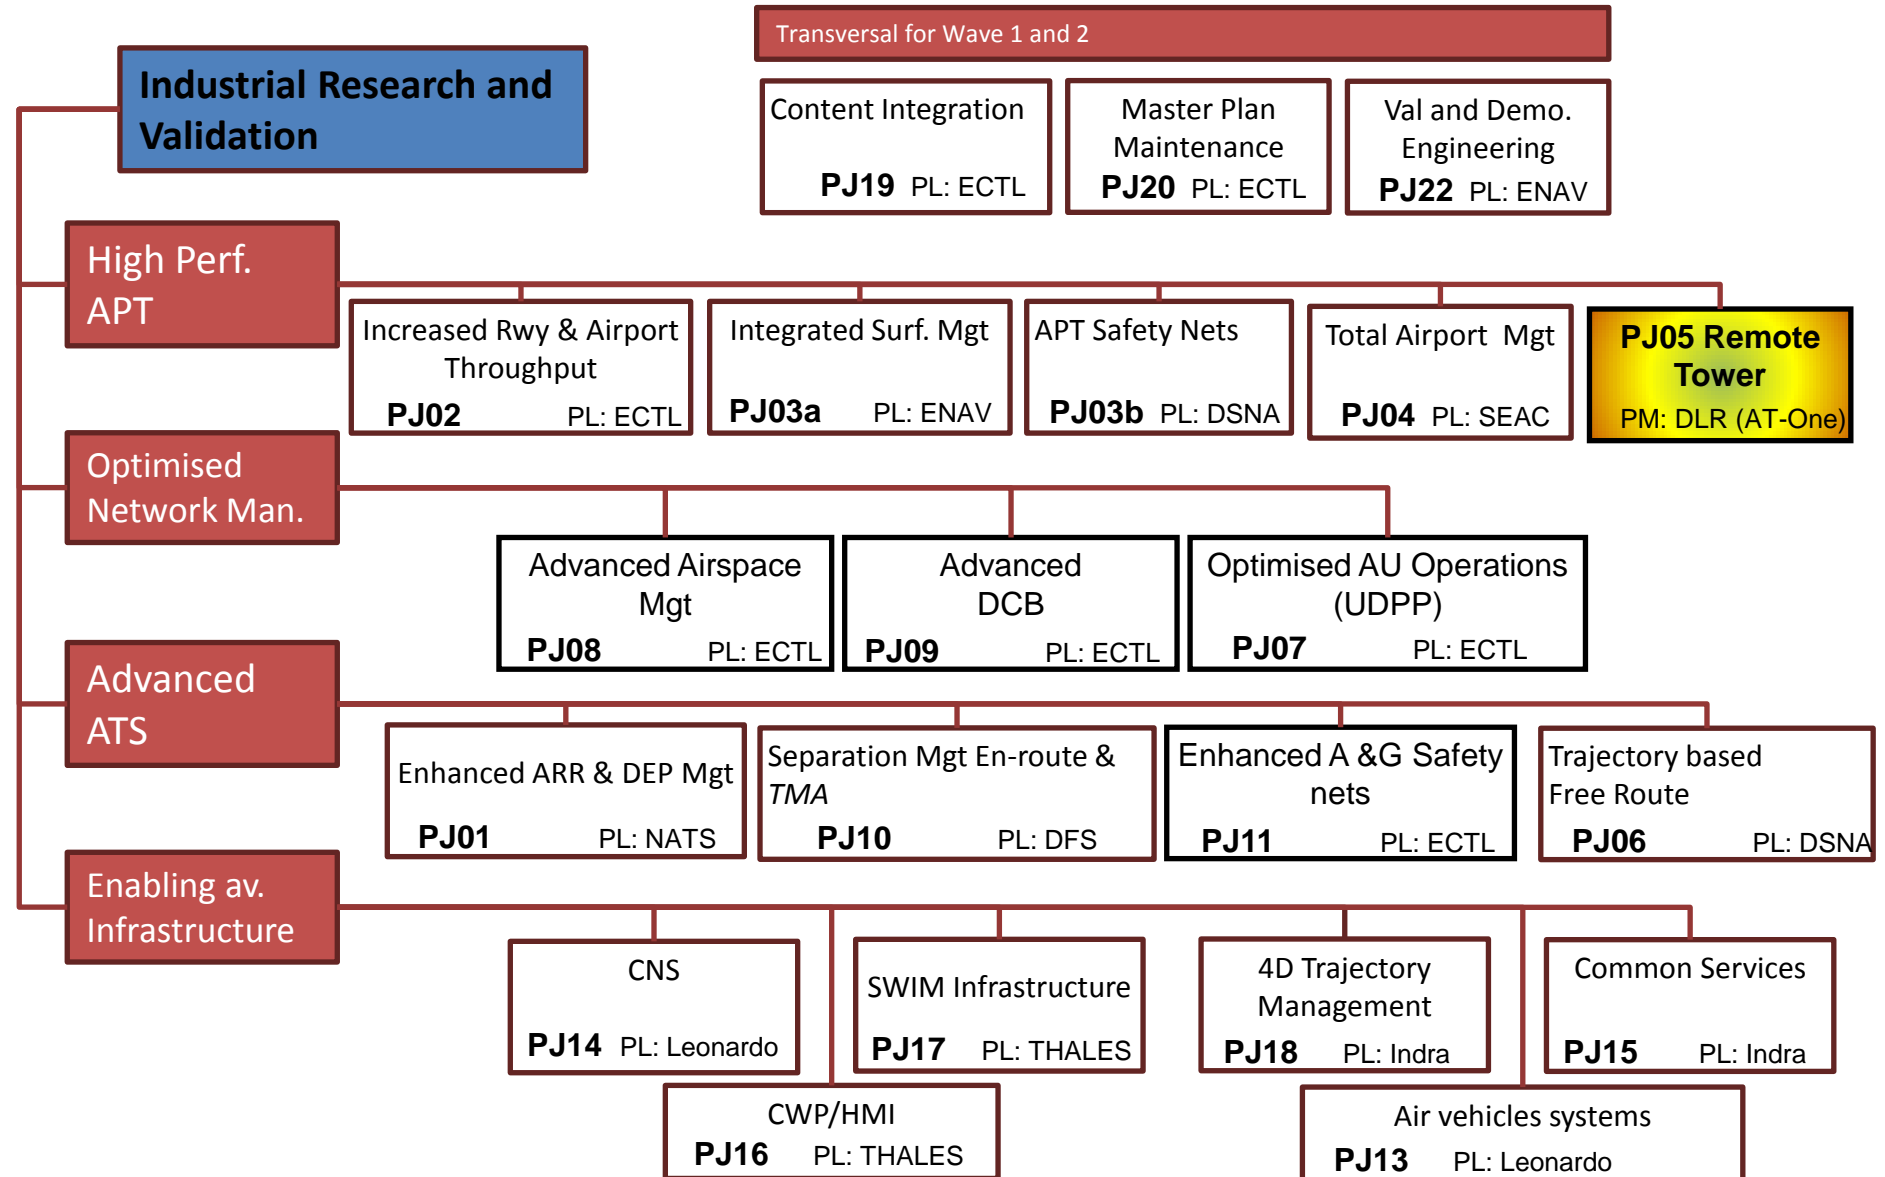 Transversal for Wave 1 and 2
Industrial Research and
Validation
Content Integration
PJ19 PL: ECTL
Master Plan
Maintenance
PJ20 PL: ECTL
Val and Demo.
Engineering
PJ22 PL: ENAV
High Perf.
APT
Increased Rwy & Airport
Throughput
PJ02 PL: ECTL
Integrated Surf. Mgt
PJ03a PL: ENAV
APT Safety Nets
PJ03b PL: DSNA
Total Airport Mgt
PJ04 PL: SEAC
PJ05 Remote
Tower
PM: DLR (AT-One)
Optimised
Network Man.
Advanced Airspace
Mgt
PJ08 PL: ECTL
Advanced
DCB
PJ09 PL: ECTL
Optimised AU Operations
(UDPP)
PJ07 PL: ECTL
Advanced
ATS
Enhanced ARR & DEP Mgt
PJ01 PL: NATS
Separation Mgt En-route &
TMA
PJ10 PL: DFS
Enhanced A &G Safety
nets
PJ11 PL: ECTL
Trajectory based
Free Route
PJ06 PL: DSNA
Enabling av.
Infrastructure
CNS
PJ14 PL: Leonardo
SWIM Infrastructure
PJ17 PL: THALES
4D Trajectory
Management
PJ18 PL: Indra
Common Services
PJ15 PL: Indra
CWP/HMI
PJ16 PL: THALES
Air vehicles systems
PJ13 PL: Leonardo